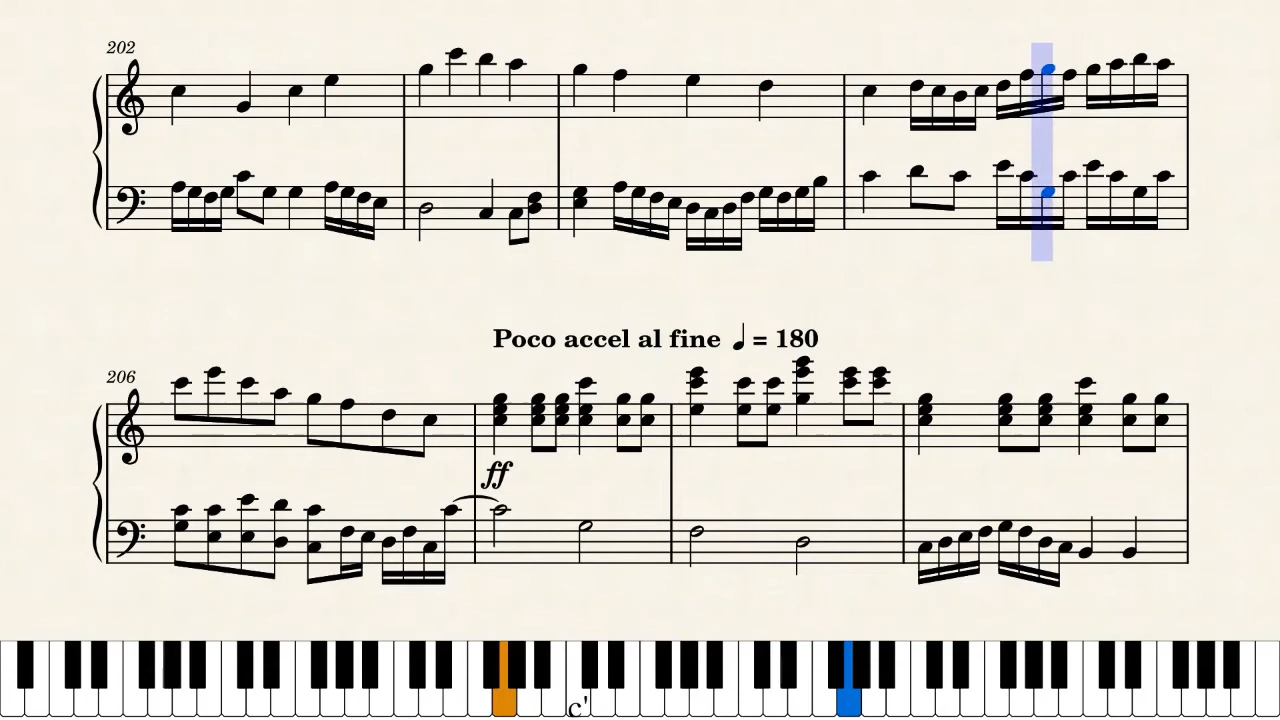 202
Poco accel al fine ♩ = 180
206
ff
c'